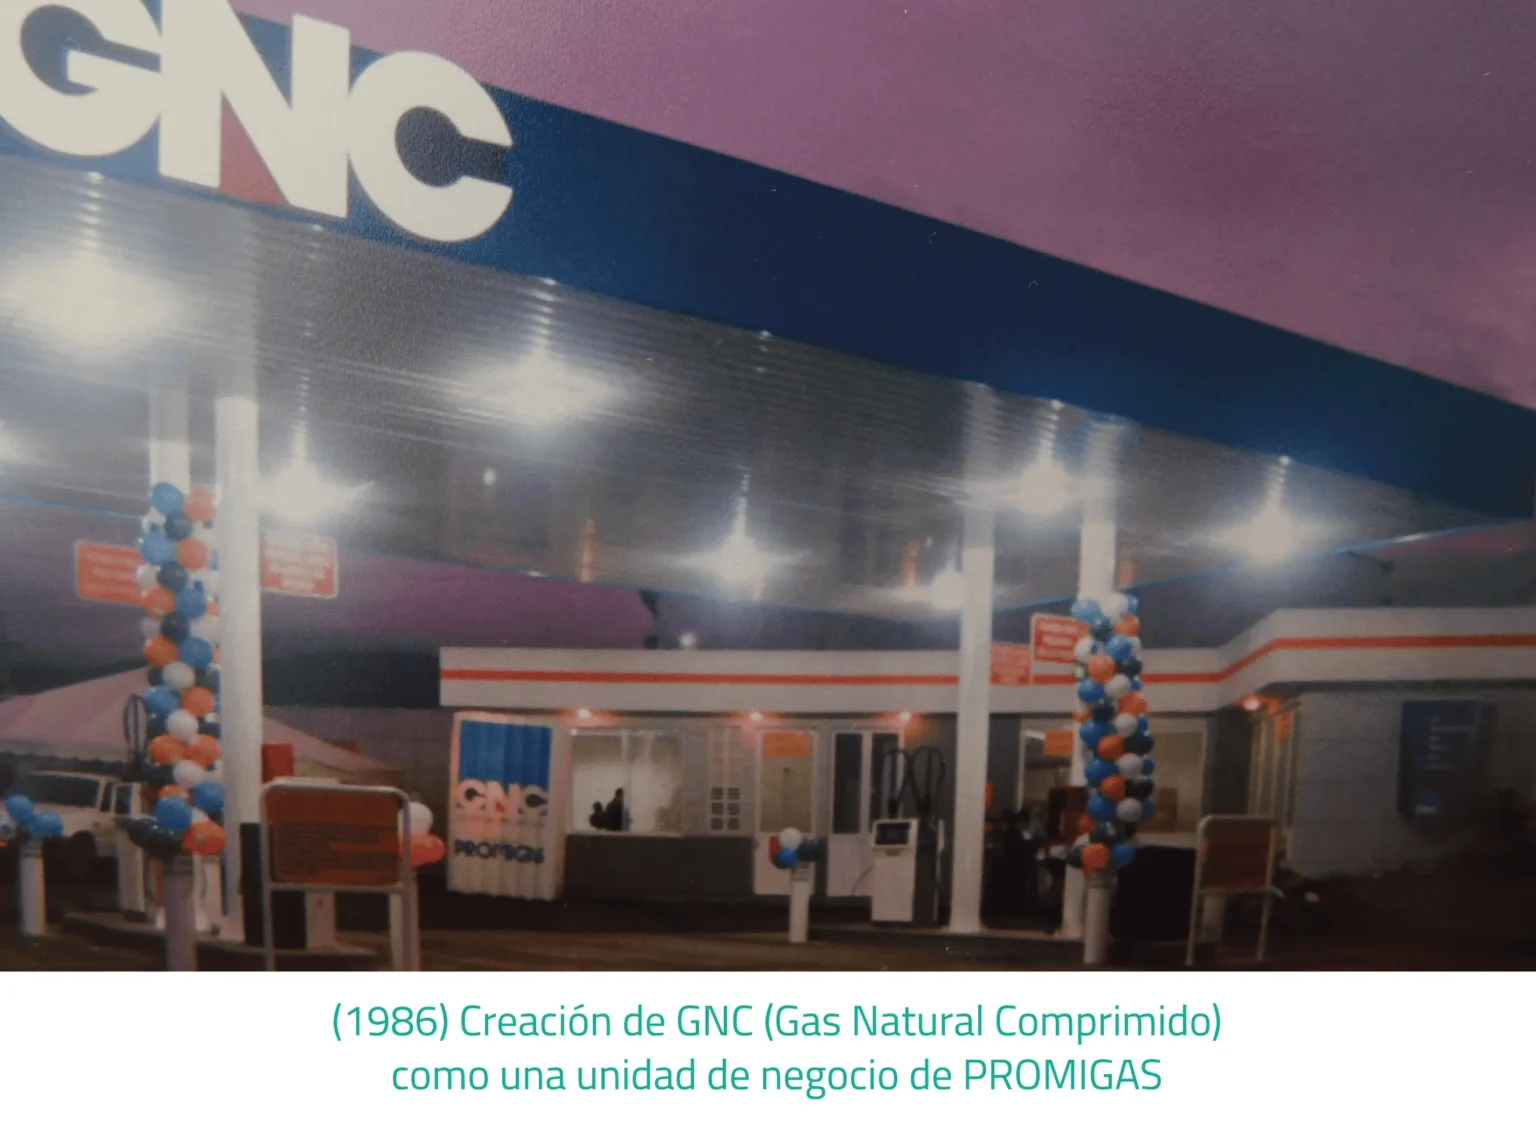 GNC
GNC
PROMIGAS
(1986) Creación de GNC (Gas Natural Comprimido)
como una unidad de negocio de PROMIGAS